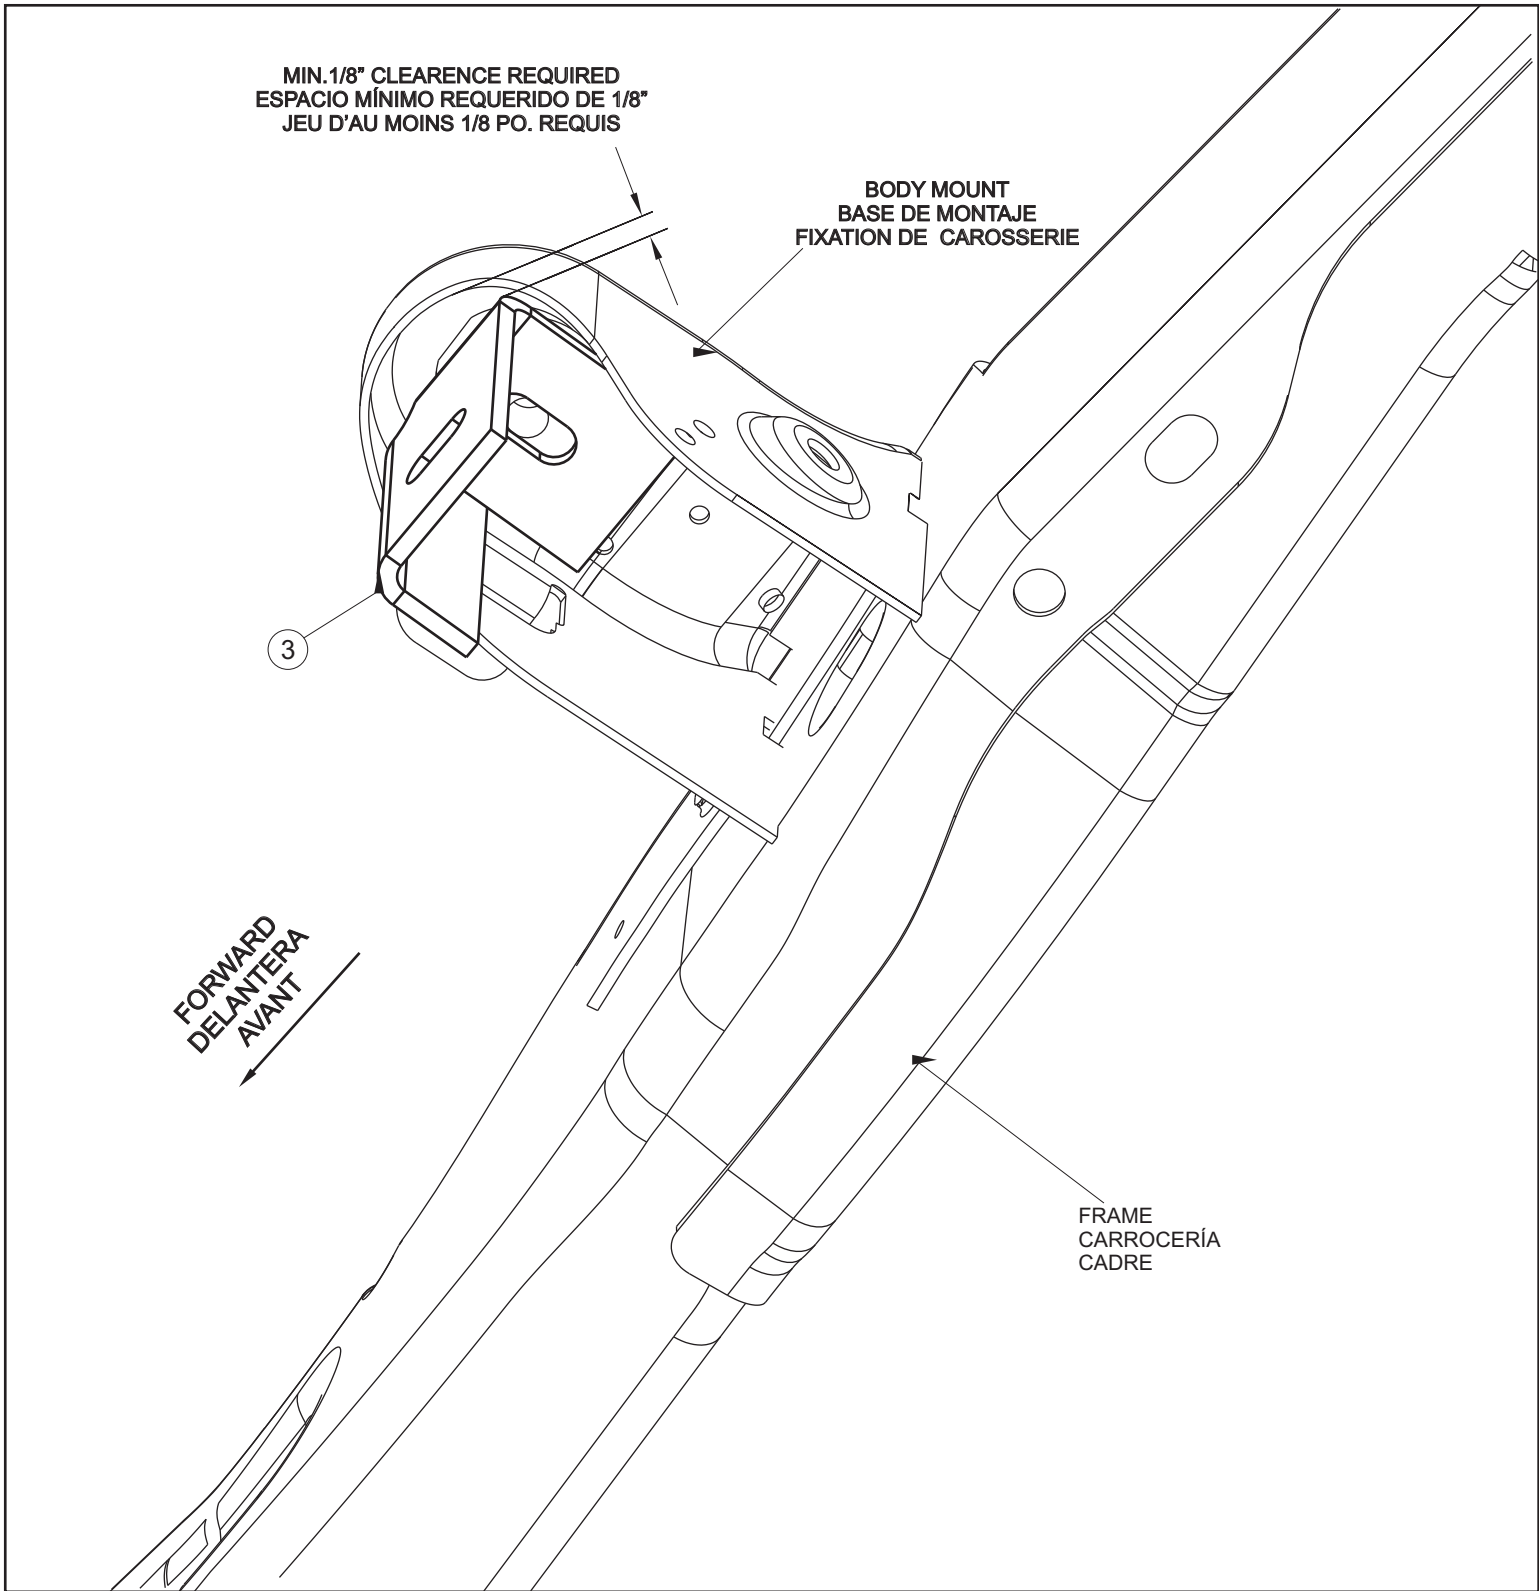 MIN.1/8” CLEARENCE REQUIRED
ESPACIO MÍNIMO REQUERIDO DE 1/8”
JEU D’AU MOINS 1/8 PO. REQUIS
BODY MOUNT
BASE DE MONTAJE
FIXATION DE CAROSSERIE
3
FORWARD
DELANTERA
AVANT
FRAME
CARROCERÍA
CADRE